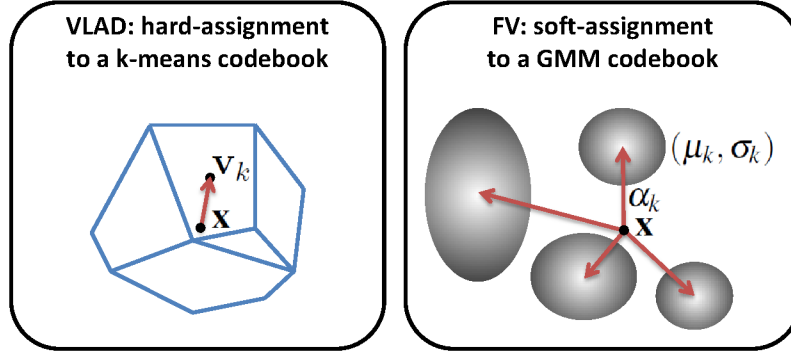 VLAD: hard-assignment
to a k-means codebook
v_k
x
FV: soft-assignment
to a GMM codebook
(μ_k, σ_k)
α_k
x